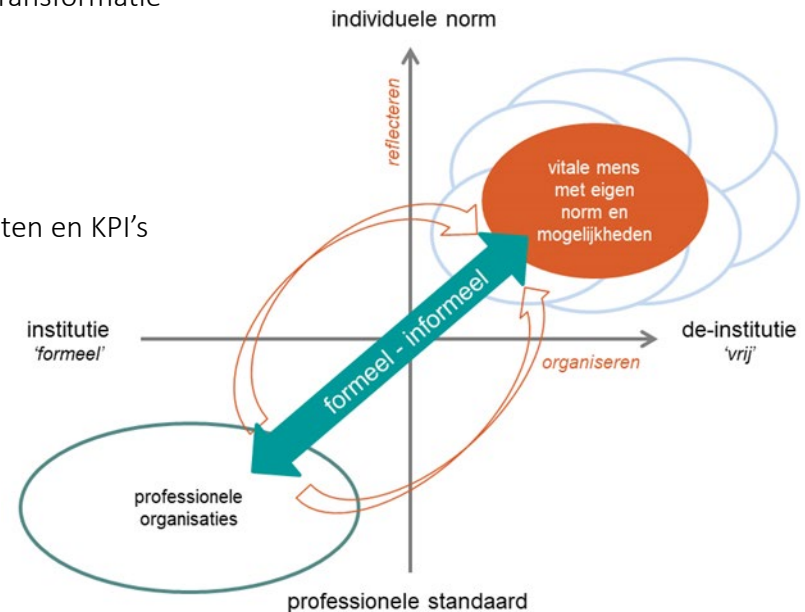 ransformatie
individuele norm
reflecteren
vitale mens
met eigen
norm en
mogelijkheden
ten en KPI's
formeel - informeel
institutie
'formeel'
de-institutie
'vrij'
organiseren
professionele
organisaties
professionele standaard